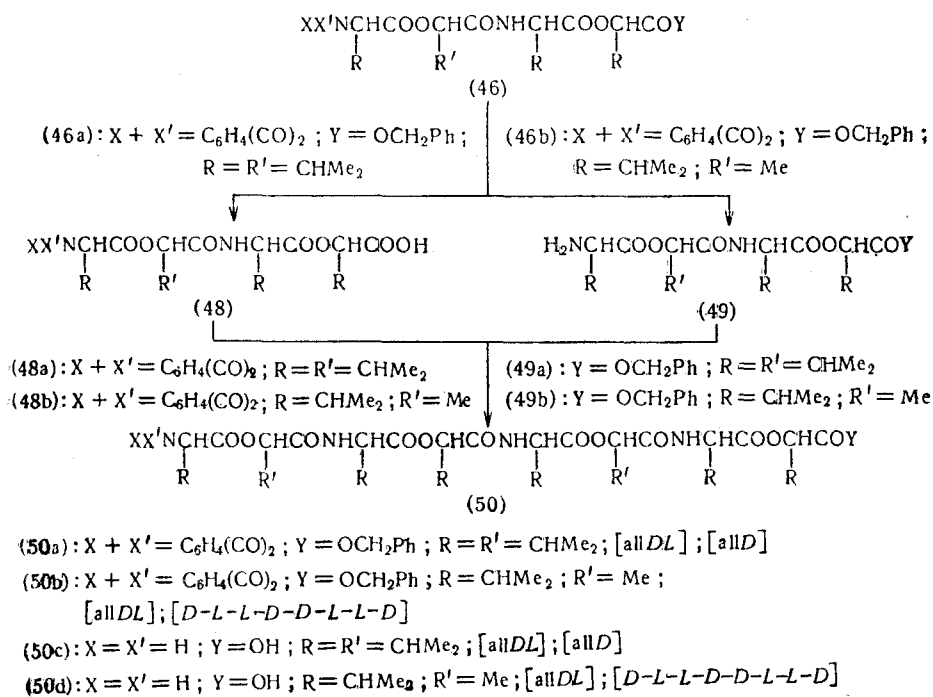 XX'NCHCOOCHCONHCHCOOCHCOY
R R' R R
(46)
(46a): X + X' = C₆H₄(CO)₂ ; Y = OCH₂Ph ; (46b): X + X' = C₆H₄(CO)₂ ; Y = OCH₂Ph ;
R = R' = CHMe₂ R = CHMe₂ ; R' = Me
XX'NCHCOOCHCONHCHCOOCHCOOH H₂NCHCOOCHCONHCHCOOCHCOY
R R' R R R R' R R
(48) (49)
(48a): X + X' = C₆H₄(CO)₂ ; R = R' = CHMe₂ (49a): Y = OCH₂Ph ; R = R' = CHMe₂
(48b): X + X' = C₆H₄(CO)₂ ; R = CHMe₂ ; R' = Me (49b): Y = OCH₂Ph ; R = CHMe₂ ; R' = Me
XX'NCHCOOCHCONHCHCOOCHCONHCHCOOCHCONHCHCOOCHCOY
R R' R R R R' R R
(50)
(50a): X + X' = C₆H₄(CO)₂ ; Y = OCH₂Ph ; R = R' = CHMe₂ ; [all DL] ; [all D]
(50b): X + X' = C₆H₄(CO)₂ ; Y = OCH₂Ph ; R = CHMe₂ ; R' = Me ;
[all DL] ; [D-L-L-D-D-L-L-D]
(50c): X = X' = H ; Y = OH ; R = R' = CHMe₂ ; [all DL] ; [all D]
(50d): X = X' = H ; Y = OH ; R = CHMe₂ ; R' = Me ; [all DL] ; [D-L-L-D-D-L-L-D]